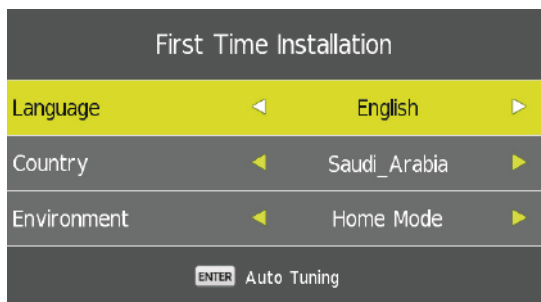 First Time Installation
Language English
Country Saudi_Arabia
Environment Home Mode
ENTER Auto Tuning